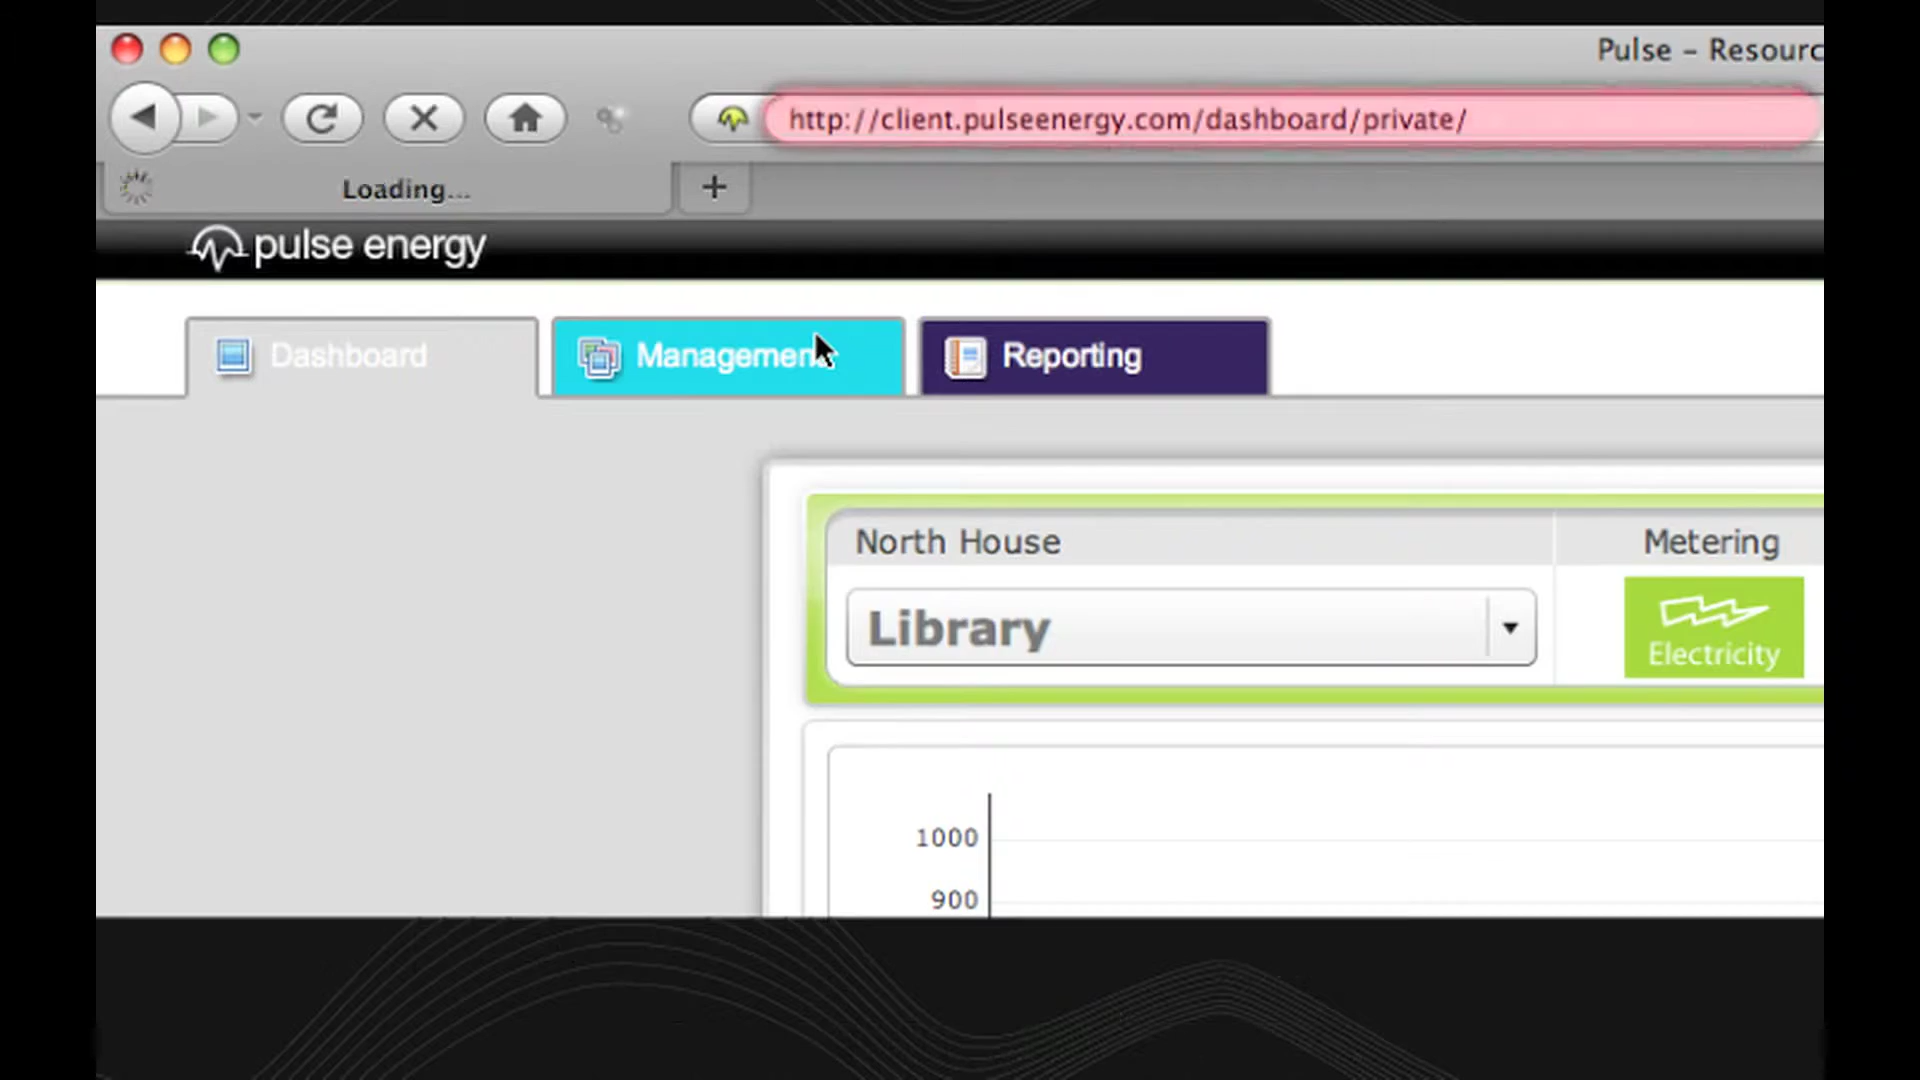 Pulse – Resourc
http://client.pulseenergy.com/dashboard/private/
Loading...
+
pulse energy
Dashboard
Management
Reporting
North House
Metering
Library
Electricity
1000
900